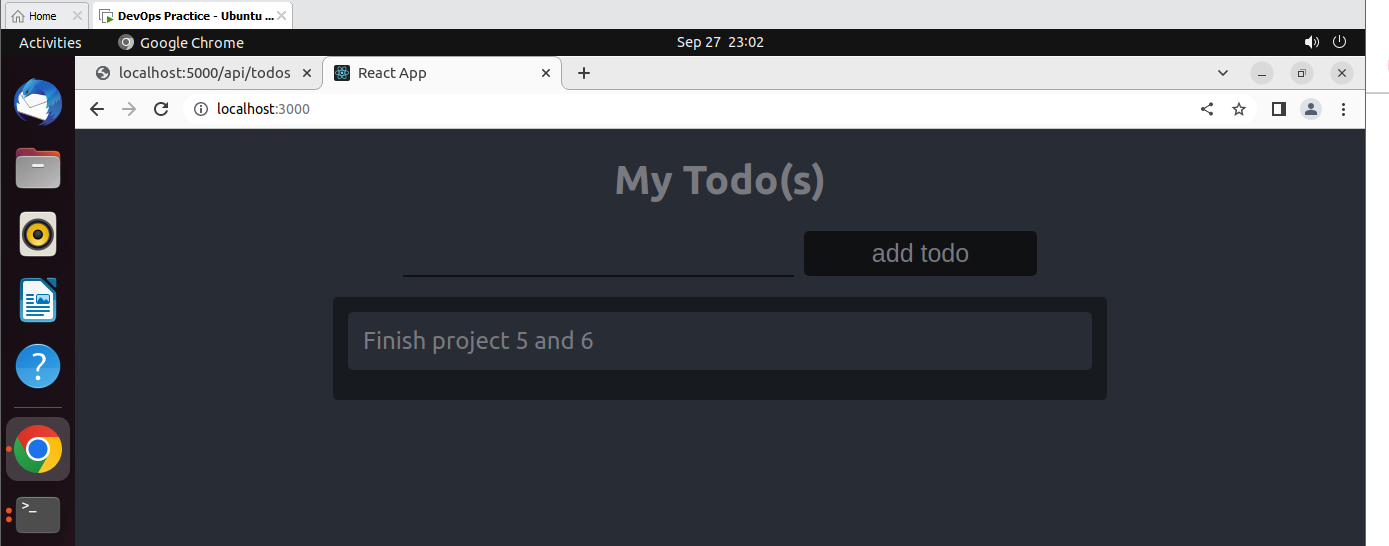 Home
DevOps Practice - Ubuntu ...
Activities
Google Chrome
Sep 27 23:02
localhost:5000/api/todos
React App
localhost:3000
My Todo(s)
add todo
Finish project 5 and 6
?
>_